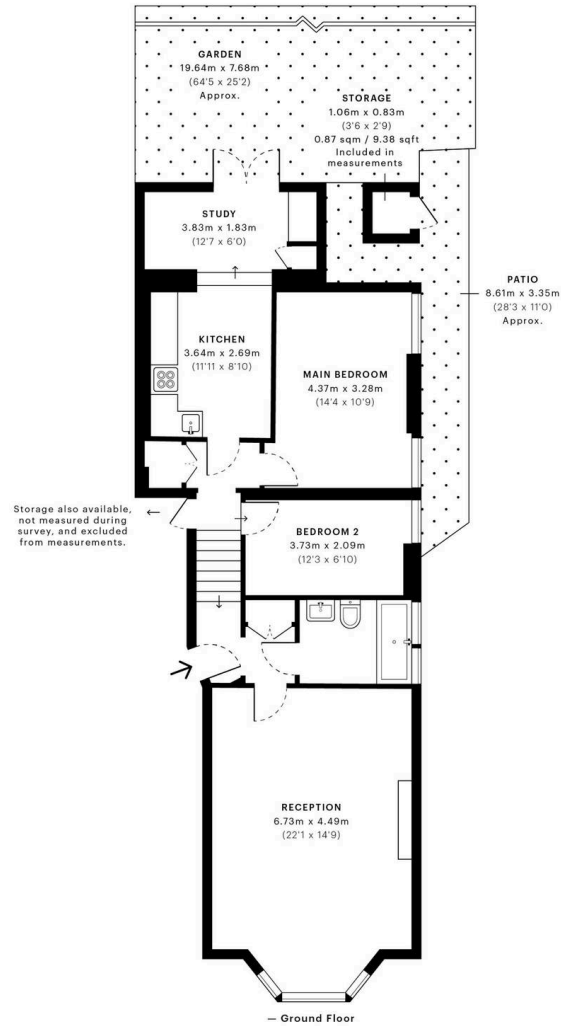 GARDEN
19.64m x 7.68m
(64'5 x 25'2)
Approx.
STORAGE
1.06m x 0.83m
(3'6 x 2'9)
0.87 sqm / 9.38 sqft
Included in
measurements
STUDY
3.83m x 1.83m
(12'7 x 6'0)
PATIO
8.61m x 3.35m
(28'3 x 11'0)
Approx.
KITCHEN
3.64m x 2.69m
(11'11 x 8'10)
MAIN BEDROOM
4.37m x 3.28m
(14'4 x 10'9)
Storage also available,
not measured during
survey, and excluded
from measurements.
BEDROOM 2
3.73m x 2.09m
(12'3 x 6'10)
RECEPTION
6.73m x 4.49m
(22'1 x 14'9)
— Ground Floor